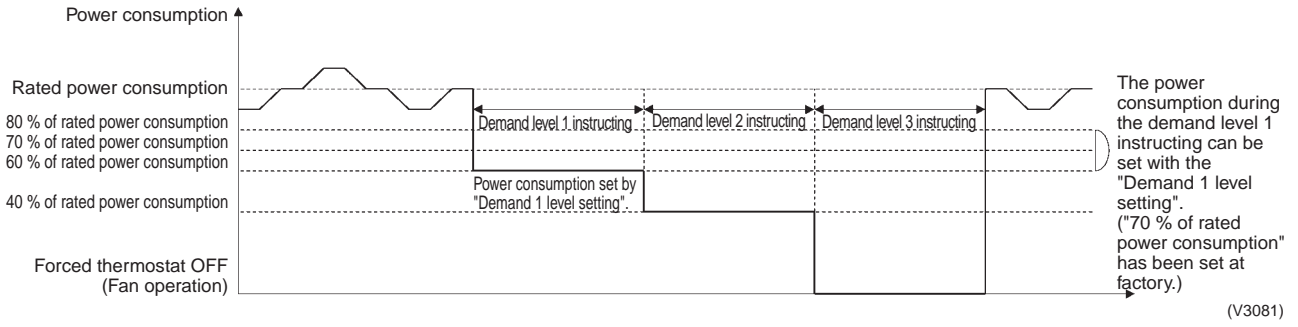 Power consumption
Rated power consumption
80 % of rated power consumption
70 % of rated power consumption
60 % of rated power consumption
40 % of rated power consumption
Forced thermostat OFF
(Fan operation)
Demand level 1 instructing
Demand level 2 instructing
Demand level 3 instructing
Power consumption set by
"Demand 1 level setting".
The power
consumption during
the demand level 1
instructing can be
set with the
"Demand 1 level
setting".
("70 % of rated
power consumption"
has been set at
factory.)
(V3081)